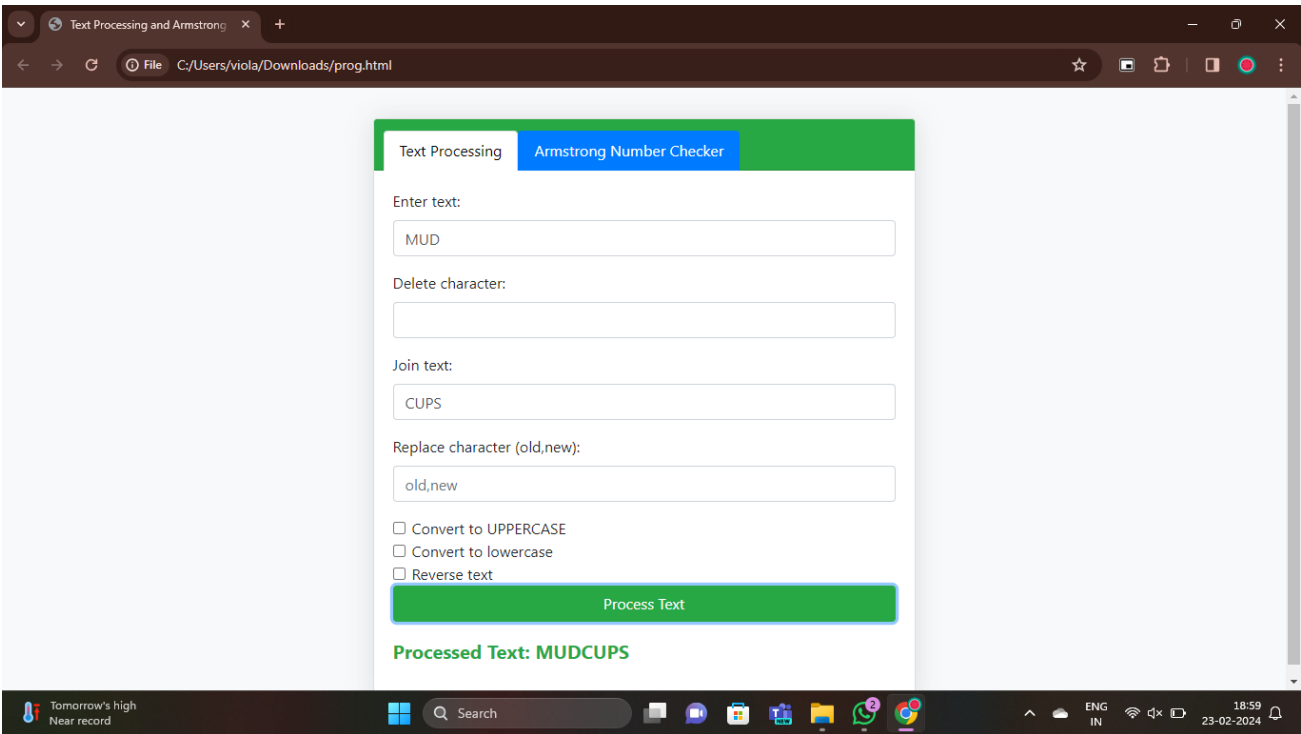 Text Processing and Armstrong
File C:/Users/viola/Downloads/prog.html
Text Processing Armstrong Number Checker
Enter text:
MUD
Delete character:
Join text:
CUPS
Replace character (old,new):
old,new
Convert to UPPERCASE
Convert to lowercase
Reverse text
Process Text
Processed Text: MUDCUPS
Tomorrow's high
Near record
Search
NEW
2
ENG
IN
18:59
23-02-2024